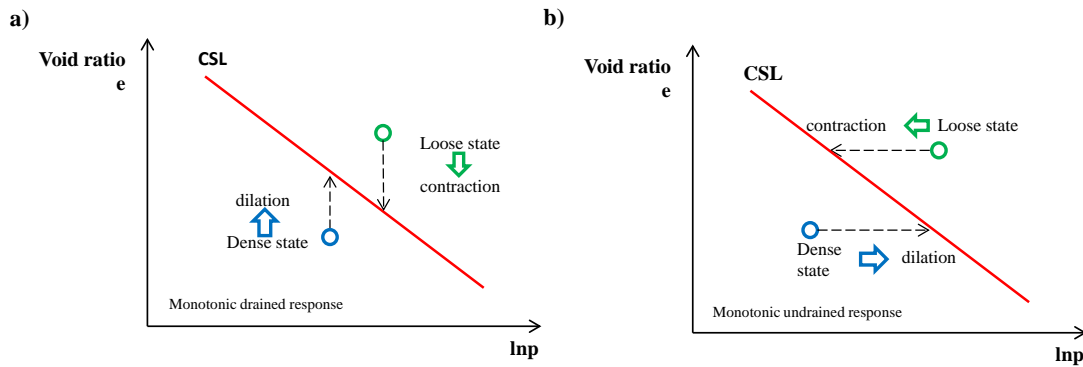 a)
Void ratio
e
CSL
Loose state
contraction
dilation
Dense state
Monotonic drained response
lnp
b)
Void ratio
e
CSL
contraction
Loose state
Dense
state
dilation
Monotonic undrained response
lnp